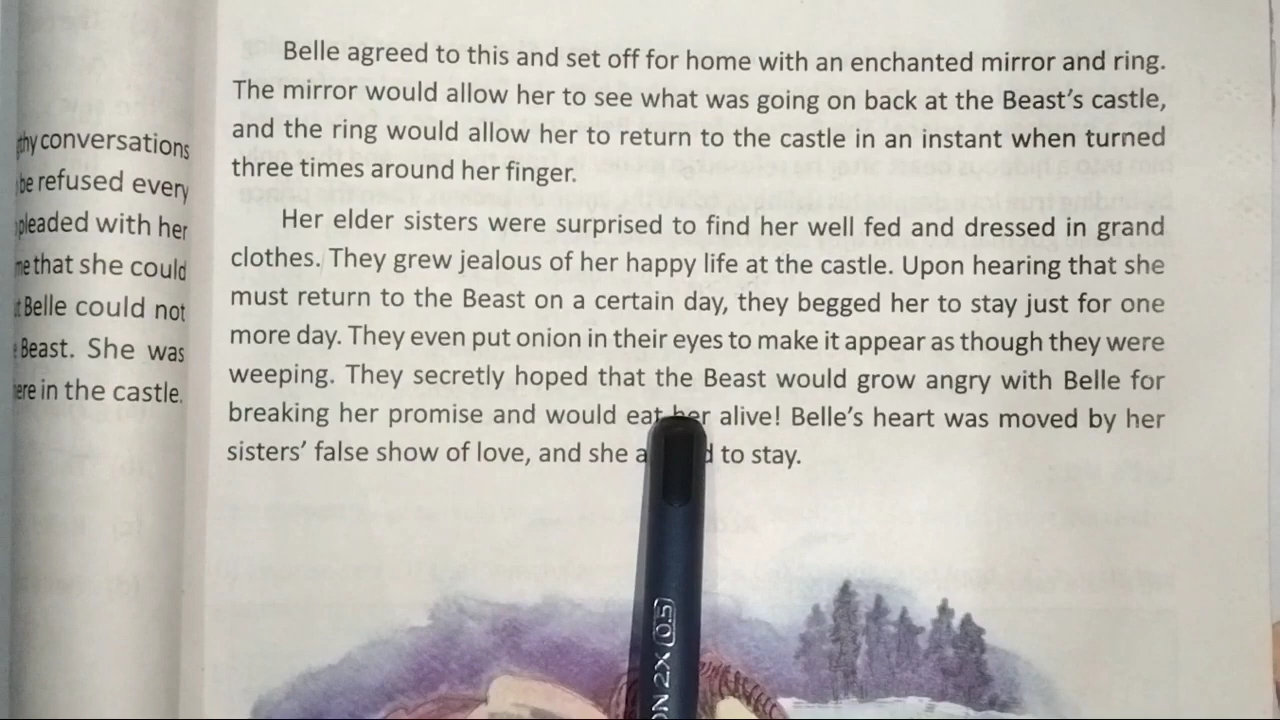 conversations
be refused every
pleaded with her
that she could
Belle could not
Beast. She was
in the castle.
Belle agreed to this and set off for home with an enchanted mirror and ring.
The mirror would allow her to see what was going on back at the Beast's castle,
and the ring would allow her to return to the castle in an instant when turned
three times around her finger.
Her elder sisters were surprised to find her well fed and dressed in grand
clothes. They grew jealous of her happy life at the castle. Upon hearing that she
must return to the Beast on a certain day, they begged her to stay just for one
more day. They even put onion in their eyes to make it appear as though they were
weeping. They secretly hoped that the Beast would grow angry with Belle for
breaking her promise and would eat her alive! Belle's heart was moved by her
sisters' false show of love, and she to stay.
2X 0.5